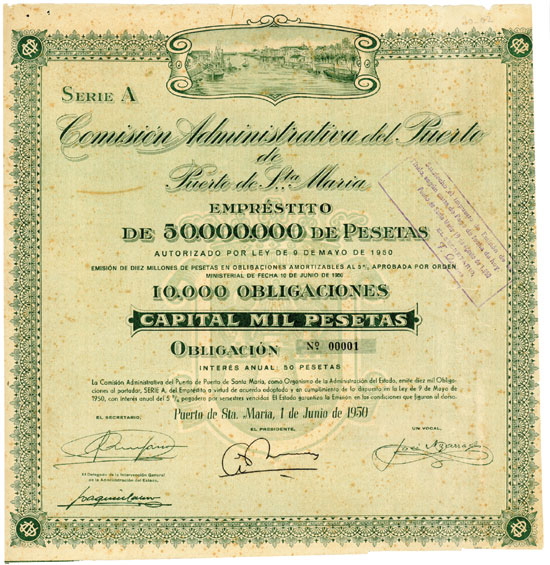 SERIE A
Comisión Administrativa del Puerto
de
Puerto de Sta. María
EMPRÉSTITO
DE 50.000.000 DE PESETAS
AUTORIZADO POR LEY DE 9 DE MAYO DE 1950
EMISIÓN DE DIEZ MILLONES DE PESETAS EN OBLIGACIONES AMORTIZABLES AL 5%, APROBADA POR ORDEN
MINISTERIAL DE FECHA 10 DE JUNIO DE 1950
10.000 OBLIGACIONES
CAPITAL MIL PESETAS
OBLIGACIÓN Nº 00001
INTERÉS ANUAL: 50 PESETAS
La Comisión Administrativa del Puerto de Puerto de Santa María, como Organismo de la Administración del Estado, emite diez mil Obliga-
ciones al portador, SERIE A, del Empréstito a virtud de acuerdo adoptado y en cumplimiento de lo dispuesto en la Ley de 9 de Mayo de
1950, con interés anual del 5% pagadero por semestres vencidos. El Estado garantiza la Emisión en las condiciones que figuran al dorso.
Puerto de Sta. María, 1 de Junio de 1950
EL SECRETARIO, EL PRESIDENTE, UN VOCAL,
El Delegado de la Intervención General
en la Administración del Estado,